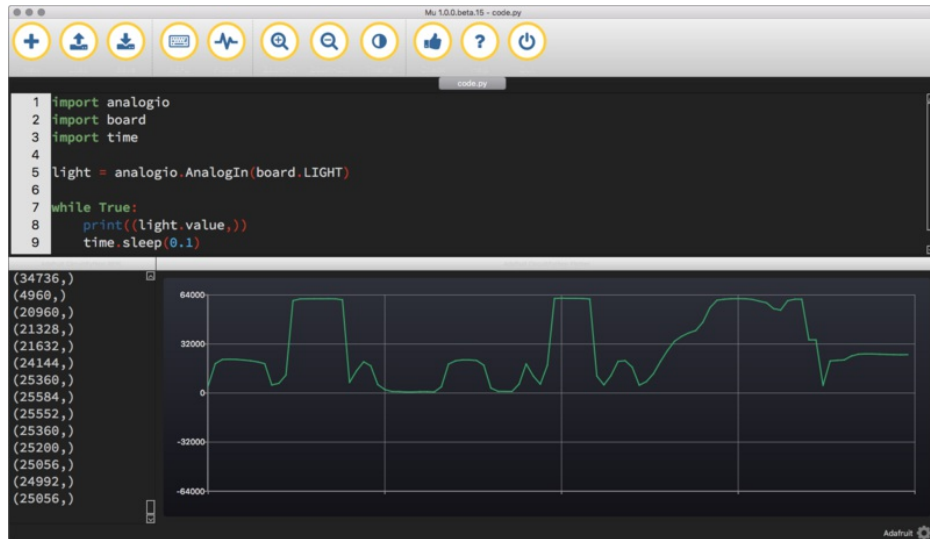 Mu 1.0.0.beta.15 - code.py
?
code.py
1 import analogio
2 import board
3 import time
4
5 light = analogio.AnalogIn(board.LIGHT)
6
7 while True:
8     print((light.value,))
9     time.sleep(0.1)
(34736,)
(4960,)
(20960,)
(21328,)
(21632,)
(24144,)
(25360,)
(25584,)
(25552,)
(25360,)
(25200,)
(25056,)
(24992,)
(25056,)
64000
32000
0
-32000
-64000
Adafruit